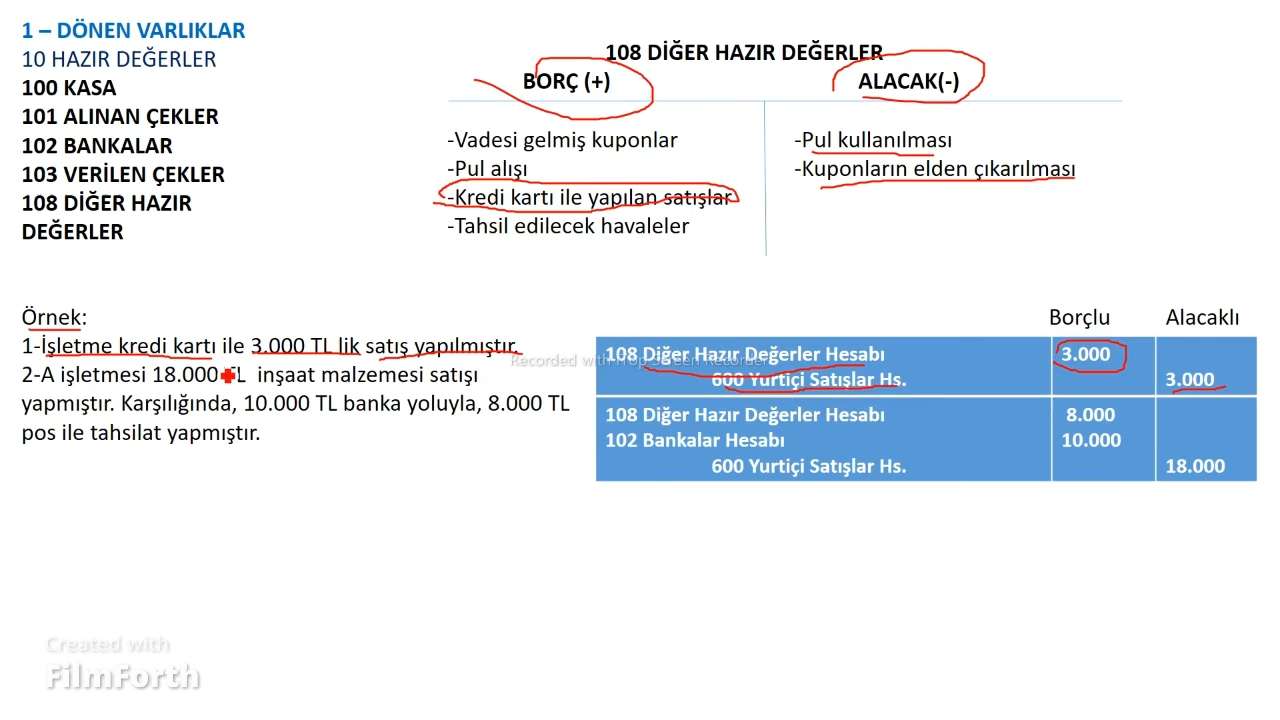 1 – DÖNEN VARLIKLAR
10 HAZIR DEĞERLER
100 KASA
101 ALINAN ÇEKLER
102 BANKALAR
103 VERİLEN ÇEKLER
108 DİĞER HAZIR
DEĞERLER
108 DİĞER HAZIR DEĞERLER
BORÇ (+)
ALACAK(-)
-Vadesi gelmiş kuponlar
-Pul alışı
-Kredi kartı ile yapılan satışlar
-Tahsil edilecek havaleler
-Pul kullanılması
-Kuponların elden çıkarılması
Örnek:
1-İşletme kredi kartı ile 3.000 TL lik satış yapılmıştır.
2-A işletmesi 18.000 TL inşaat malzemesi satışı
yapmıştır. Karşılığında, 10.000 TL banka yoluyla, 8.000 TL
pos ile tahsilat yapmıştır.
Borçlu Alacaklı
108 Diğer Hazır Değerler Hesabı 3.000
600 Yurtiçi Satışlar Hs. 3.000
108 Diğer Hazır Değerler Hesabı 8.000
102 Bankalar Hesabı 10.000
600 Yurtiçi Satışlar Hs. 18.000
Recorded with
Created with
FilmForth